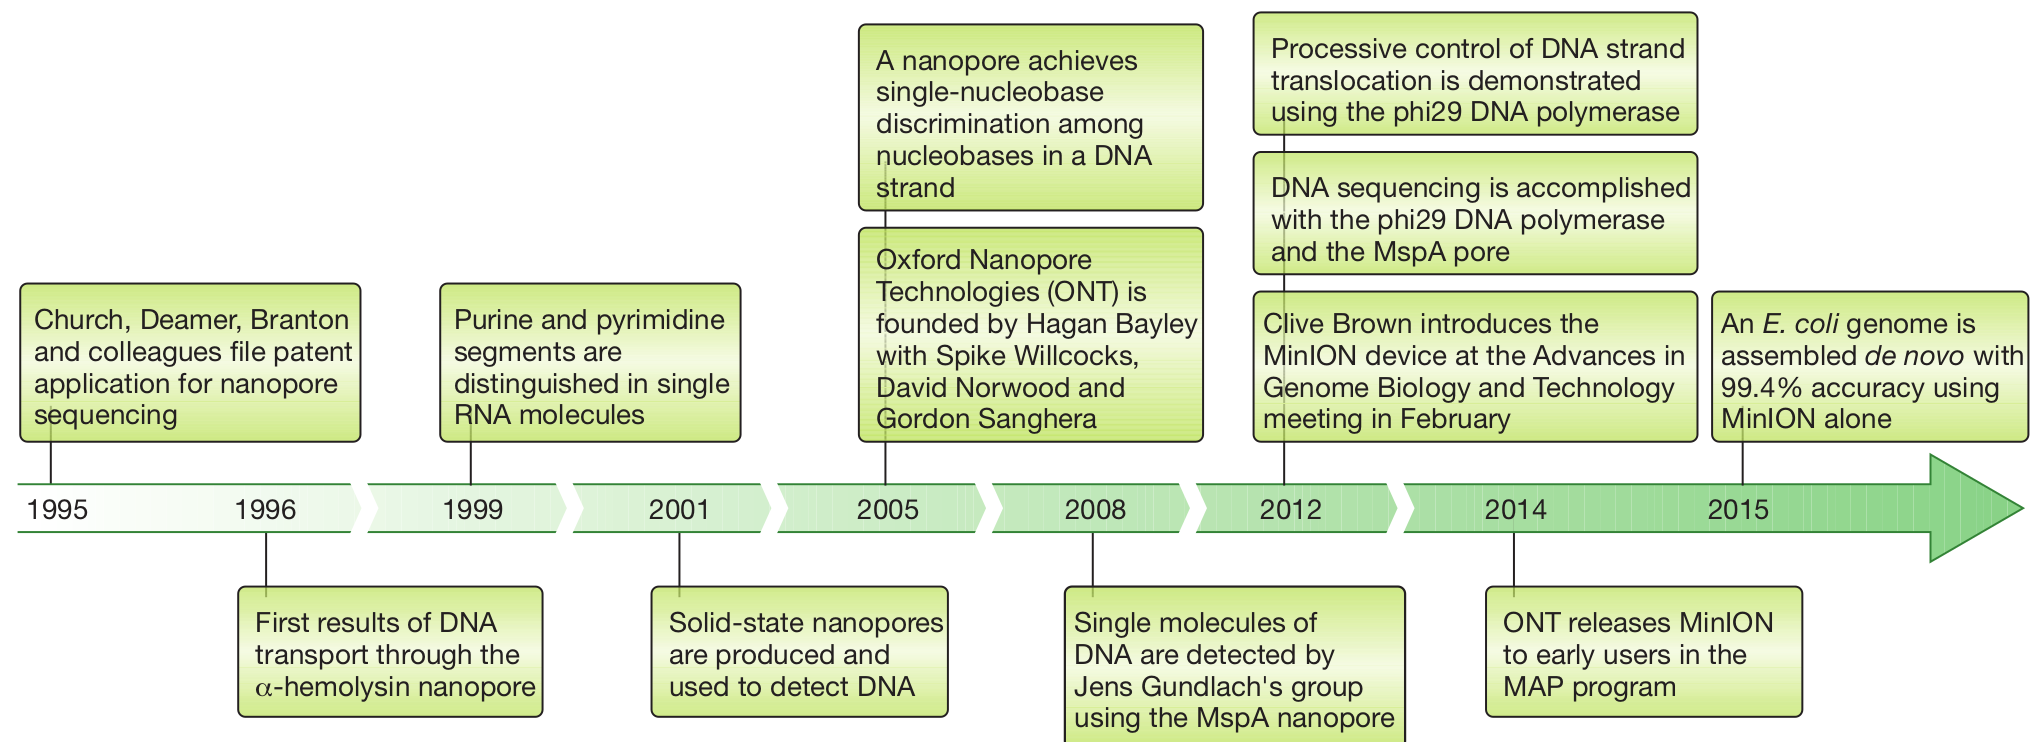 A nanopore achieves
single-nucleobase
discrimination among
nucleobases in a DNA
strand
Processive control of DNA strand
translocation is demonstrated
using the phi29 DNA polymerase
DNA sequencing is accomplished
with the phi29 DNA polymerase
and the MspA pore
Church, Deamer, Branton
and colleagues file patent
application for nanopore
sequencing
Purine and pyrimidine
segments are
distinguished in single
RNA molecules
Oxford Nanopore
Technologies (ONT) is
founded by Hagan Bayley
with Spike Willcocks,
David Norwood and
Gordon Sanghera
Clive Brown introduces the
MinION device at the Advances in
Genome Biology and Technology
meeting in February
An E. coli genome is
assembled de novo with
99.4% accuracy using
MinION alone
1995 1996 1999 2001 2005 2008 2012 2014 2015
First results of DNA
transport through the
α-hemolysin nanopore
Solid-state nanopores
are produced and
used to detect DNA
Single molecules of
DNA are detected by
Jens Gundlach's group
using the MspA nanopore
ONT releases MinION
to early users in the
MAP program